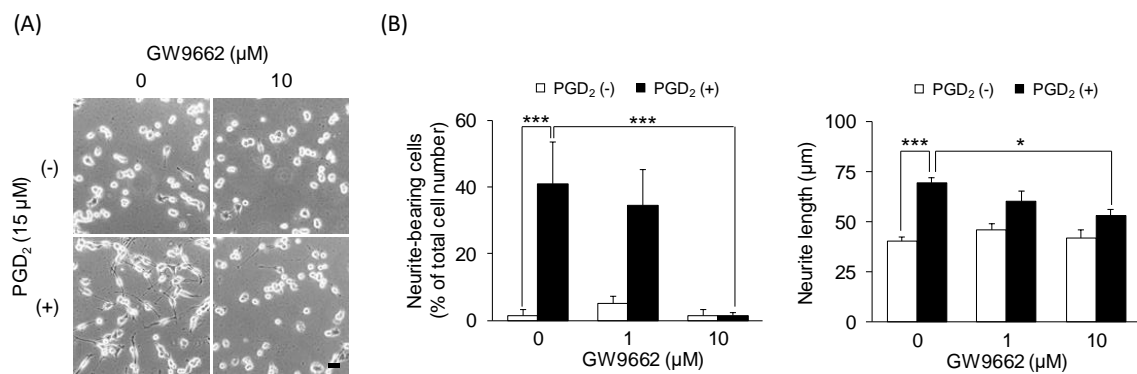 (A)
GW9662 (µM)
0 10
PGD₂ (15 µM)
(-)
(+)
(B)
PGD₂ (-) PGD₂ (+)
Neurite-bearing cells
(% of total cell number)
60
40
20
0
*** ***
0 1 10
GW9662 (µM)
PGD₂ (-) PGD₂ (+)
Neurite length (µm)
100
75
50
25
0
*** *
0 1 10
GW9662 (µM)